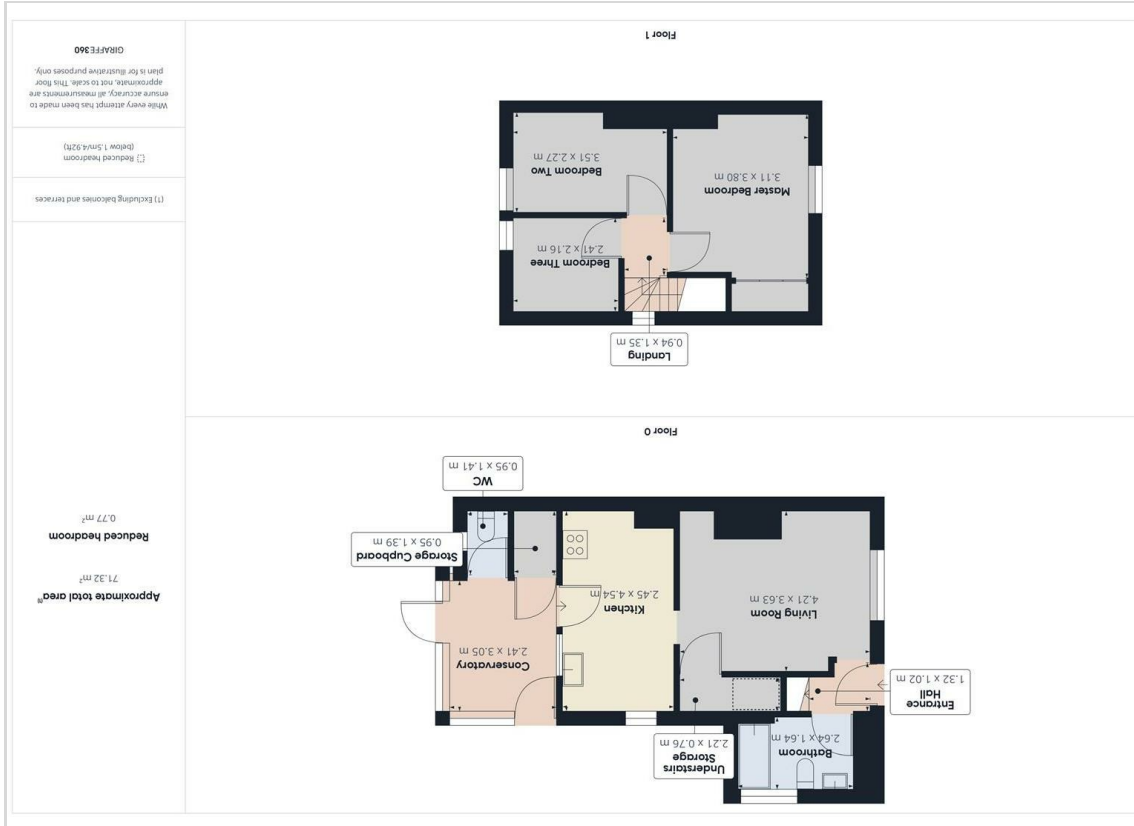 Bathroom
2.64 x 1.64 m
Understairs
Storage
2.21 x 0.76 m
Entrance
Hall
1.32 x 1.02 m
Living Room
4.21 x 3.63 m
Kitchen
2.45 x 4.54 m
Conservatory
2.41 x 3.05 m
Storage Cupboard
0.95 x 1.39 m
WC
0.95 x 1.41 m
Floor 0
Landing
0.94 x 1.35 m
Master Bedroom
3.11 x 3.80 m
Bedroom Three
2.41 x 2.16 m
Bedroom Two
3.51 x 2.27 m
Floor 1
Approximate total area(1)
71.32 m²
Reduced headroom
0.77 m²
(1) Excluding balconies and terraces
Reduced headroom
(below 1.5m/4.92ft)
While every attempt has been made to
ensure accuracy, all measurements are
approximate, not to scale. This floor
plan is for illustrative purposes only.
GIRAFFE360